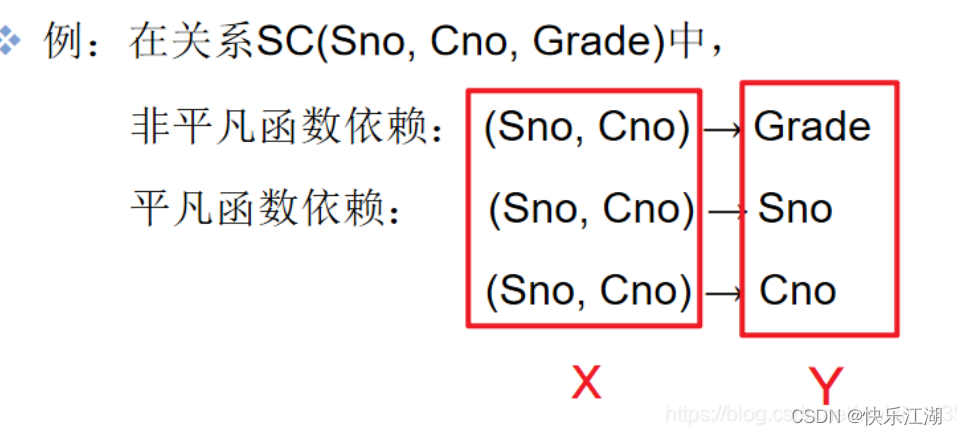 例：在关系SC(Sno, Cno, Grade)中，
非平凡函数依赖：(Sno, Cno) → Grade
平凡函数依赖： (Sno, Cno) → Sno
(Sno, Cno) → Cno
X Y
https://blog.cs
CSDN @快乐江湖